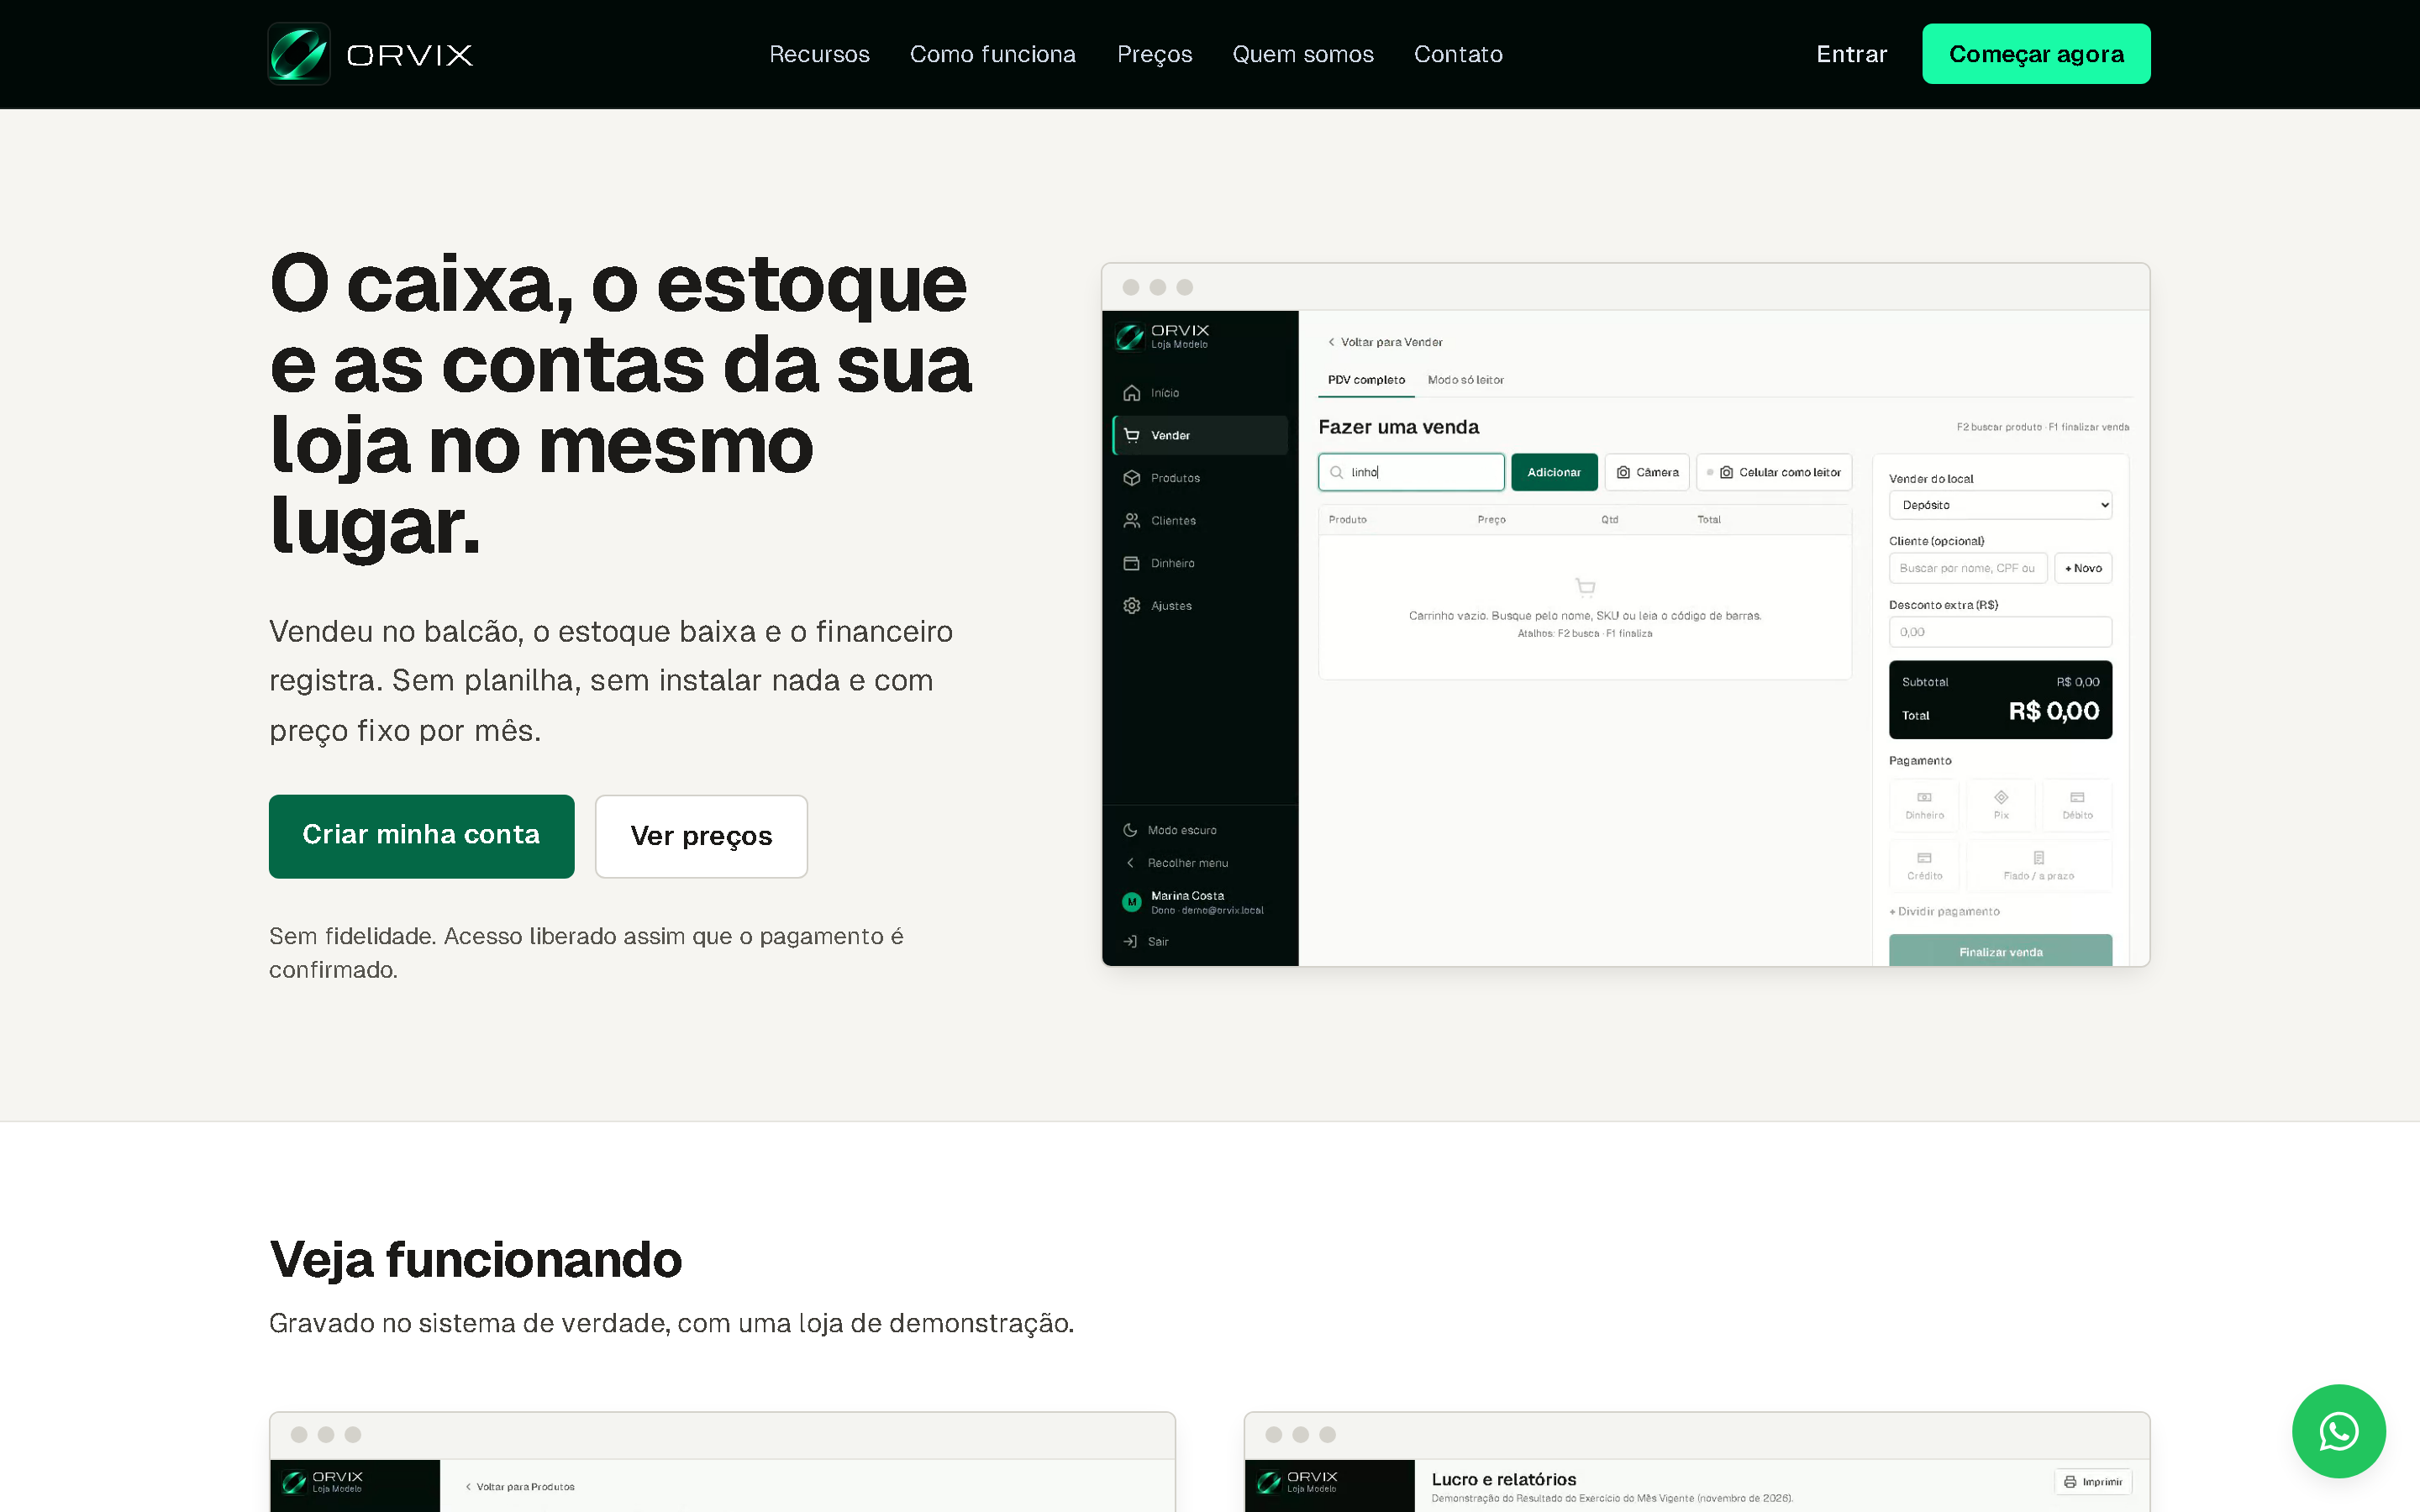 ORVIX
Recursos
Como funciona
Preços
Quem somos
Contato
Entrar
Começar agora
O caixa, o estoque
e as contas da sua
loja no mesmo
lugar.
Vendeu no balcão, o estoque baixa e o financeiro
registra. Sem planilha, sem instalar nada e com
preço fixo por mês.
Criar minha conta
Ver preços
Sem fidelidade. Acesso liberado assim que o pagamento é
confirmado.
ORVIX
Loja Modelo
Início
Vender
Produtos
Clientes
Dinheiro
Ajustes
Modo escuro
Recolher menu
M
Marina Costa
Dono · demo@orvix.local
Sair
Voltar para Vender
PDV completo
Modo só leitor
Fazer uma venda
F2 buscar produto · F1 finalizar venda
linho
Adicionar
Câmera
Celular como leitor
Produto
Preço
Qtd
Total
Carrinho vazio. Busque pelo nome, SKU ou leia o código de barras.
Atalhos: F2 busca · F1 finaliza
Vender do local
Depósito
Cliente (opcional)
Buscar por nome, CPF ou
+ Novo
Desconto extra (R$)
0,00
Subtotal
R$ 0,00
Total
R$ 0,00
Pagamento
Dinheiro
Pix
Débito
Crédito
Fiado / a prazo
+ Dividir pagamento
Finalizar venda
Veja funcionando
Gravado no sistema de verdade, com uma loja de demonstração.
ORVIX
Loja Modelo
Voltar para Produtos
ORVIX
Loja Modelo
Lucro e relatórios
Demonstração do Resultado do Exercício do Mês Vigente (novembro de 2026).
Imprimir